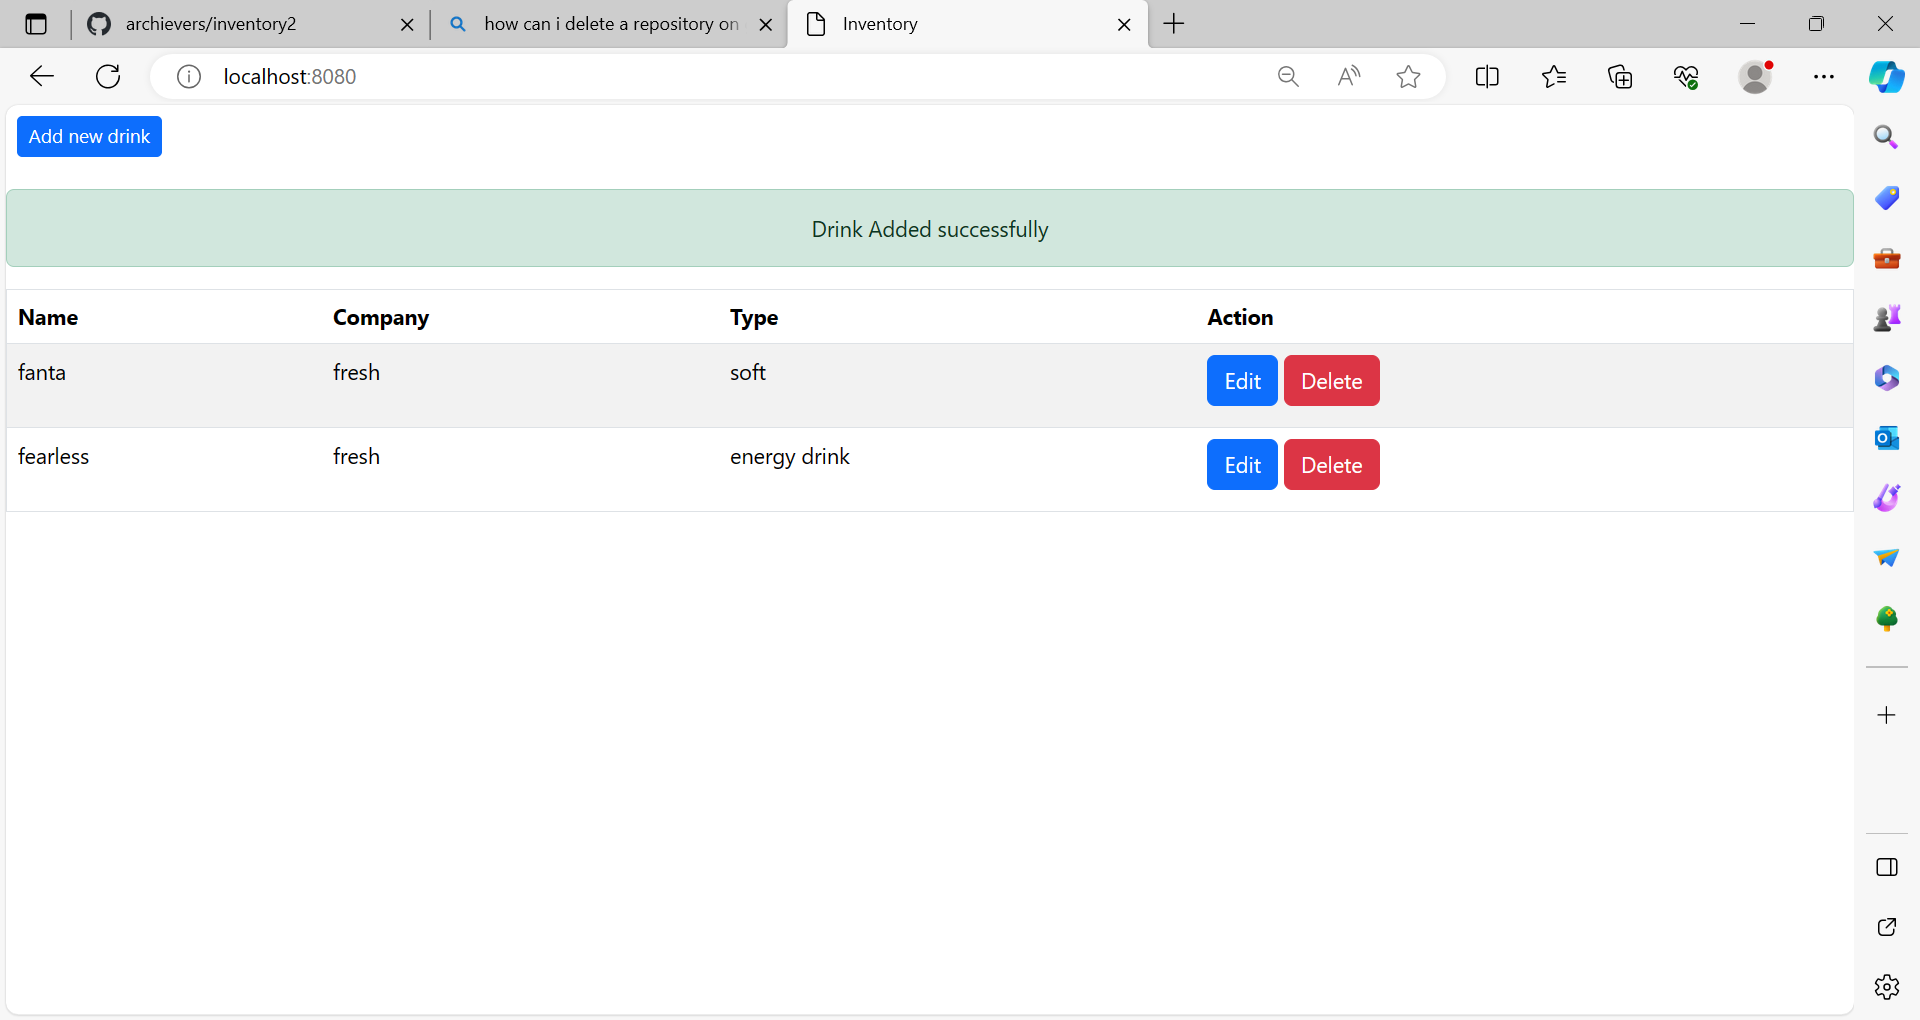 archievers/inventory2
how can i delete a repository on
Inventory
localhost:8080
Add new drink
Drink Added successfully
Name Company Type Action
fanta fresh soft Edit Delete
fearless fresh energy drink Edit Delete